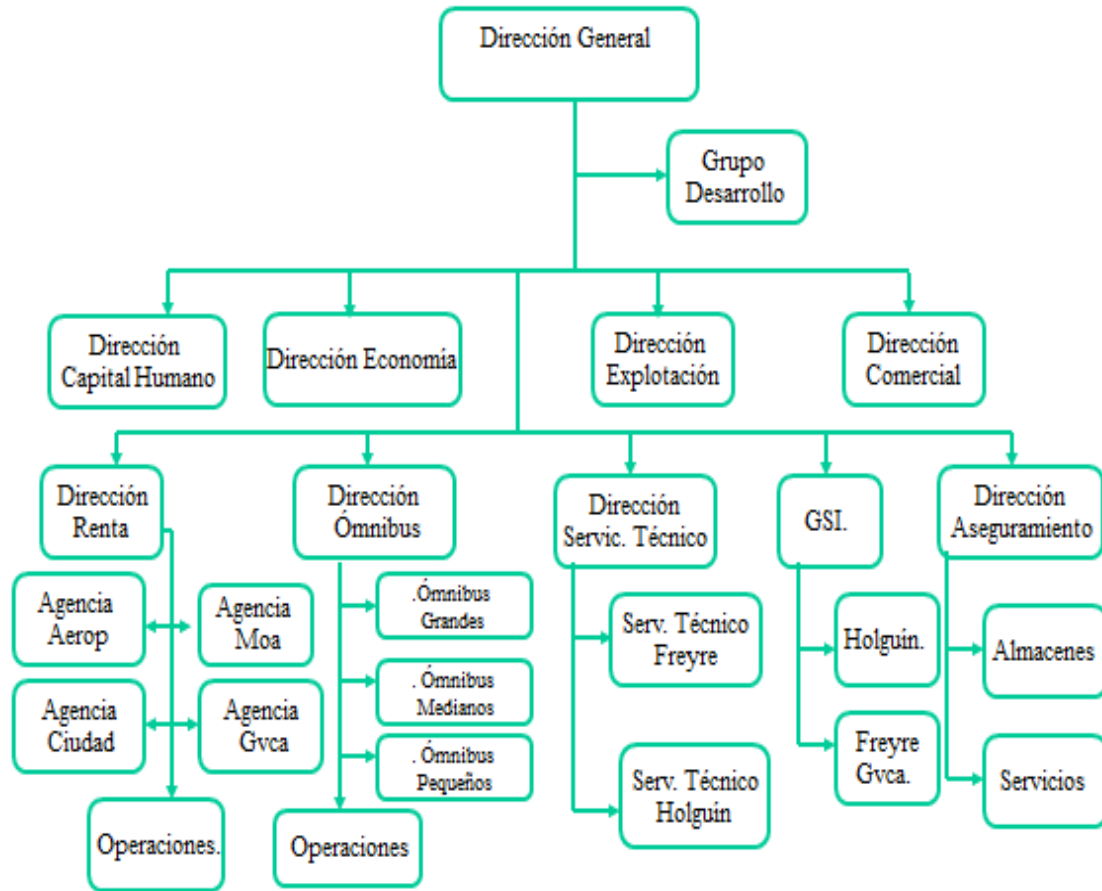 Dirección General
Grupo
Desarrollo
Dirección
Capital Humano
Dirección Economía
Dirección
Explotación
Dirección
Comercial
Dirección
Renta
Dirección
Ómnibus
Dirección
Servic. Técnico
GSI.
Dirección
Aseguramiento
Agencia
Aerop
Agencia
Moa
Agencia
Ciudad
Agencia
Gvca
Operaciones.
.Ómnibus
Grandes
. Ómnibus
Medianos
. Ómnibus
Pequeños
Operaciones
Serv. Técnico
Freyre
Serv. Técnico
Holguín
Holguín.
Freyre
Gvca.
Almacenes
Servicios